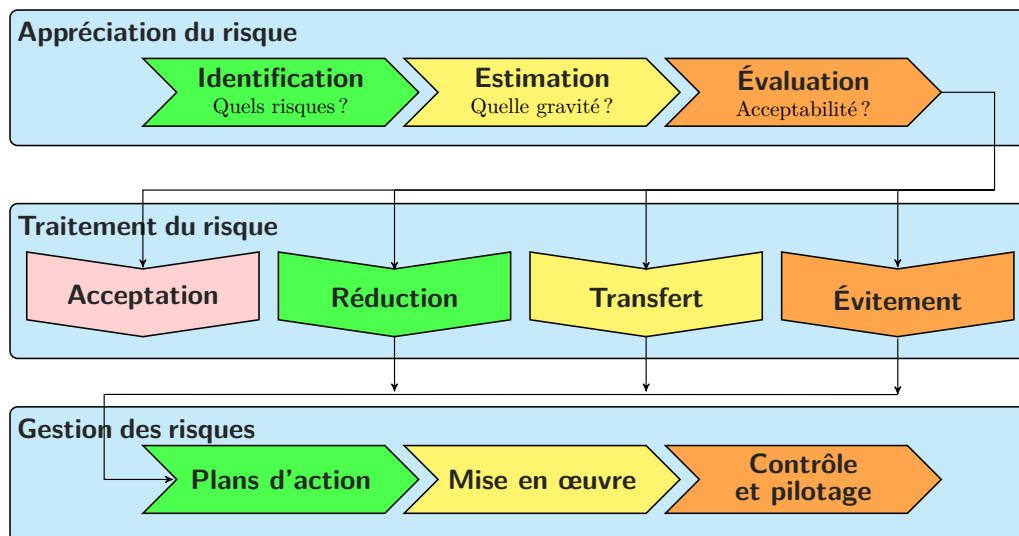 Appréciation du risque
Identification
Quels risques ?
Estimation
Quelle gravité ?
Évaluation
Acceptabilité ?
Traitement du risque
Acceptation
Réduction
Transfert
Évitement
Gestion des risques
Plans d'action
Mise en œuvre
Contrôle
et pilotage